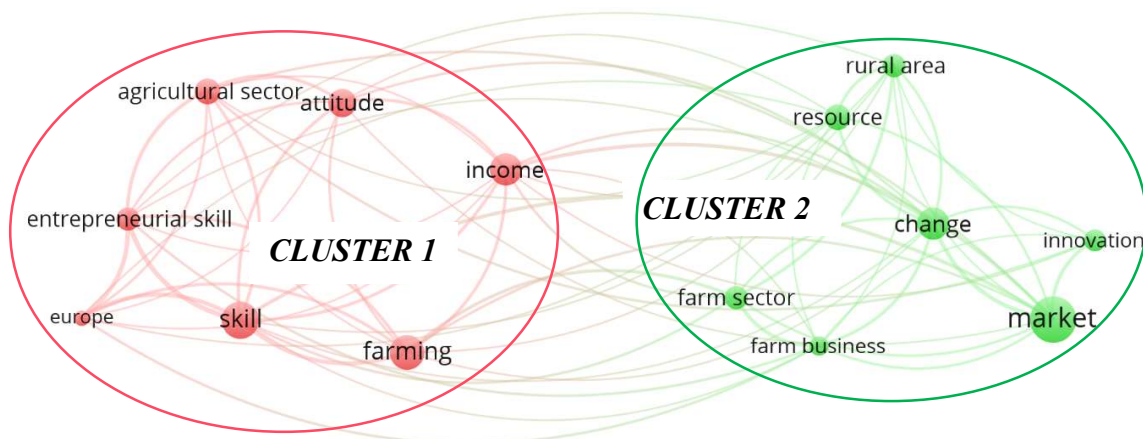 agricultural sector
attitude
income
entrepreneurial skill
CLUSTER 1
europe
skill
farming
rural area
resource
CLUSTER 2
change
innovation
farm sector
market
farm business